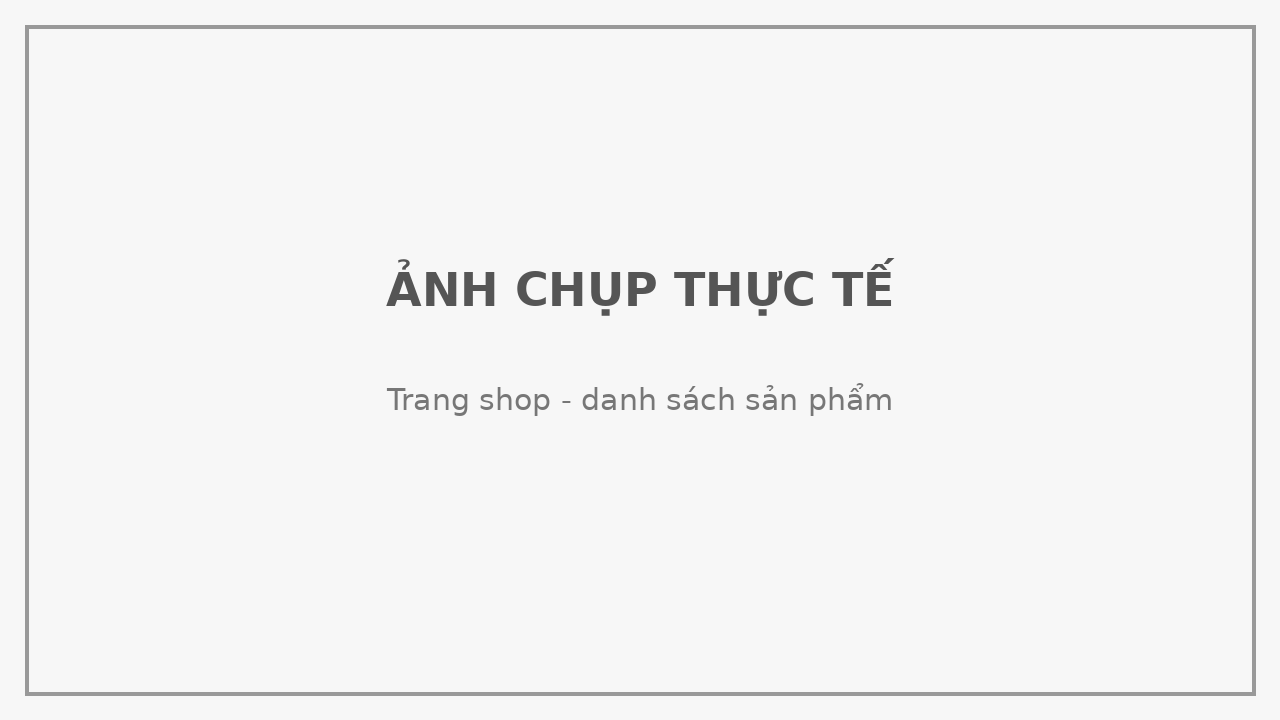 ẢNH CHỤP THỰC TẾ
Trang shop - danh sách sản phẩm